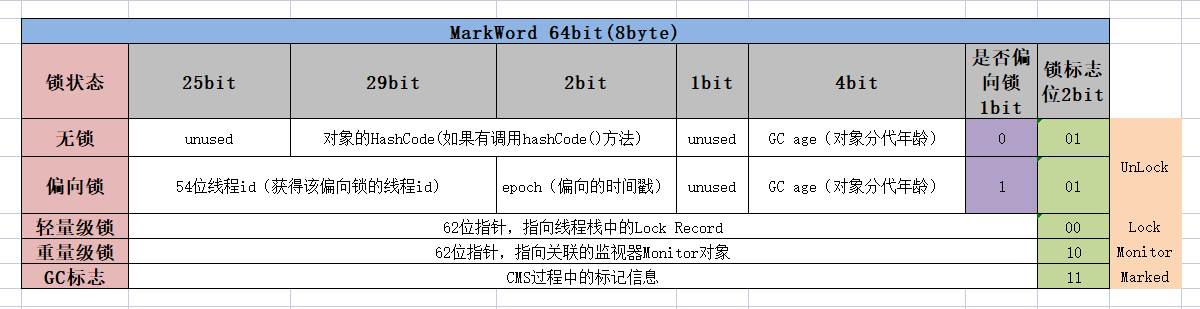 MarkWord 64bit(8byte)
锁状态 25bit 29bit 2bit 1bit 4bit 是否偏向锁1bit 锁标志位2bit
无锁 unused 对象的HashCode(如果有调用hashCode()方法) unused GC age（对象分代年龄） 0 01
UnLock
偏向锁 54位线程id（获得该偏向锁的线程id） epoch（偏向的时间戳） unused GC age（对象分代年龄） 1 01
轻量级锁 62位指针，指向线程栈中的Lock Record 00 Lock
重量级锁 62位指针，指向关联的监视器Monitor对象 10 Monitor
GC标志 CMS过程中的标记信息 11 Marked